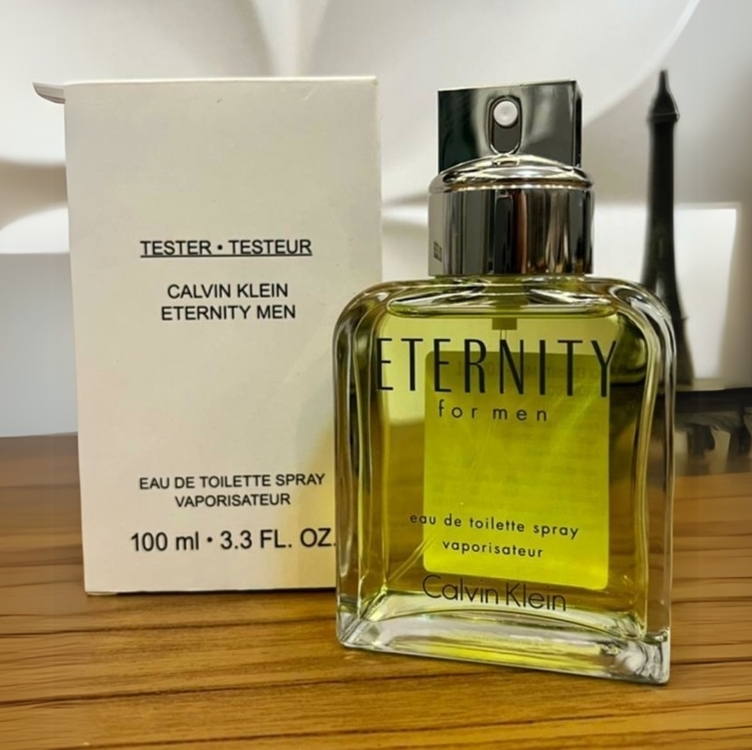 TESTER • TESTEUR
CALVIN KLEIN
ETERNITY MEN
EAU DE TOILETTE SPRAY
VAPORISATEUR
100 ml • 3.3 FL. OZ.
ETERNITY
for men
eau de toilette spray
vaporisateur
Calvin Klein